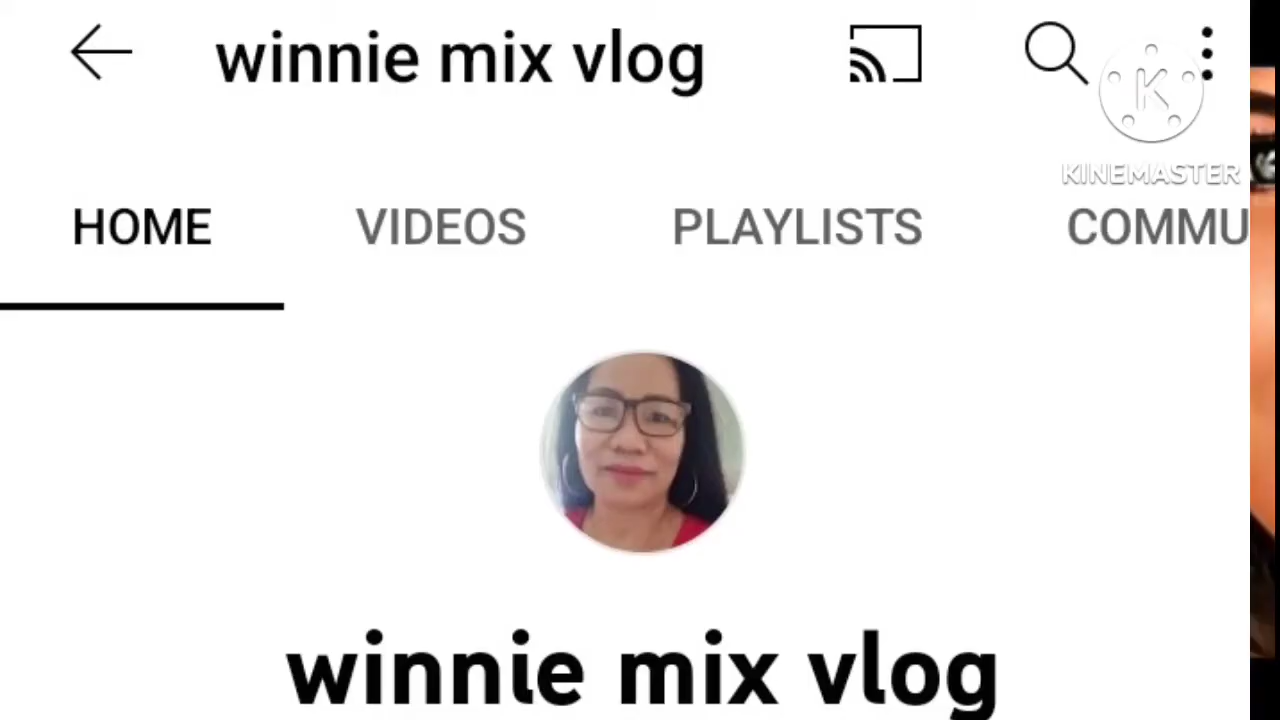 winnie mix vlog
K
KINEMASTER
HOME VIDEOS PLAYLISTS COMMU
winnie mix vlog